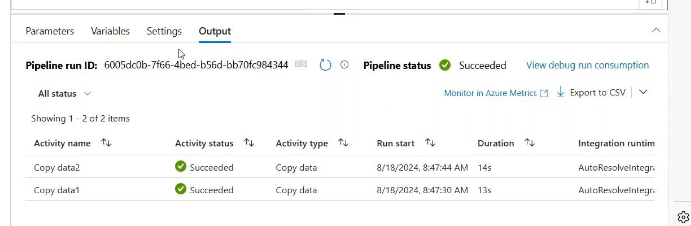 Parameters Variables Settings Output
Pipeline run ID: 6005dc0b-7f66-4bed-b56d-bb70fc984344 Pipeline status Succeeded View debug run consumption
All status Monitor in Azure Metrics Export to CSV
Showing 1 - 2 of 2 items
Activity name Activity status Activity type Run start Duration Integration runtim
Copy data2 Succeeded Copy data 8/18/2024, 8:47:44 AM 14s AutoResolveIntegra
Copy data1 Succeeded Copy data 8/18/2024, 8:47:30 AM 13s AutoResolveIntegra